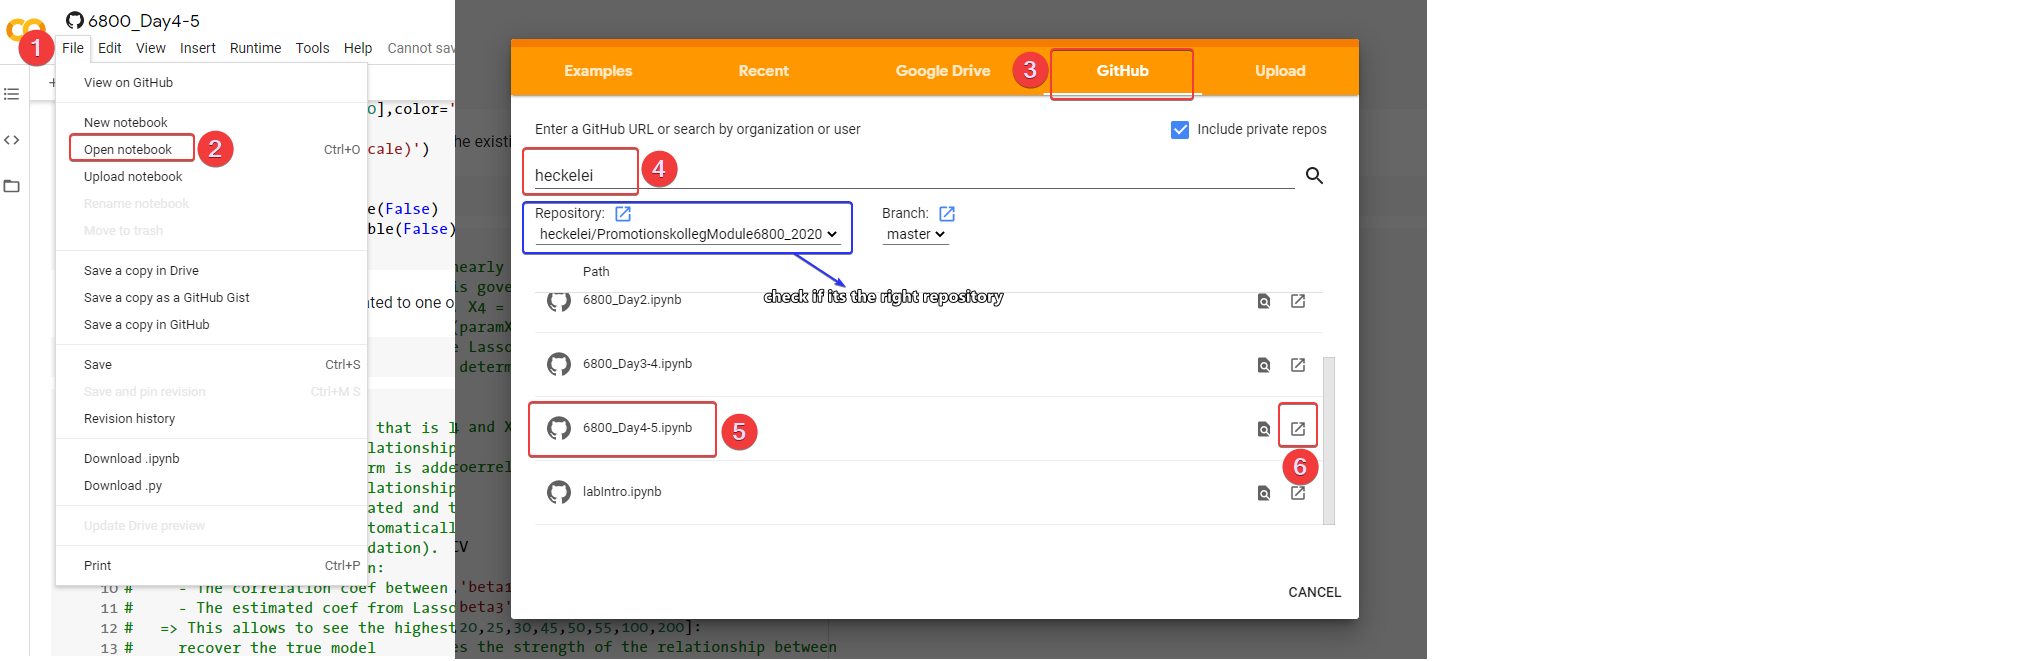 6800_Day4-5
1 File Edit View Insert Runtime Tools Help Cannot sav
View on GitHub
New notebook
Open notebook 2 Ctrl+O
Upload notebook
Rename notebook
Move to trash
Save a copy in Drive
Save a copy as a GitHub Gist
Save a copy in GitHub
Save Ctrl+S
Save and pin revision Ctrl+M S
Revision history
Download .ipynb
Download .py
Update Drive preview
Print Ctrl+P
o],color='
cale)')
e(False)
ble(False)
ated to one o
that is l
lationship
rm is adde
lationship
ated and t
tomaticall
dation).
n:
10 # - The correlation coef between
11 # - The estimated coef from Lasso
12 # => This allows to see the highest
13 # recover the true model
he existi
nearly
is gove
X4 =
(paramX
e Lasso
determ
4 and X
coerrel
CV
,'beta1
beta3'
20,25,30,45,50,55,100,200]:
es the strength of the relationship between
Examples Recent Google Drive 3 GitHub Upload
Enter a GitHub URL or search by organization or user Include private repos
heckelei 4
Repository: Branch:
heckelei/PromotionskollegModule6800_2020 master
Path
check if its the right repository
6800_Day2.ipynb
6800_Day3-4.ipynb
6800_Day4-5.ipynb 5
6
labIntro.ipynb
CANCEL